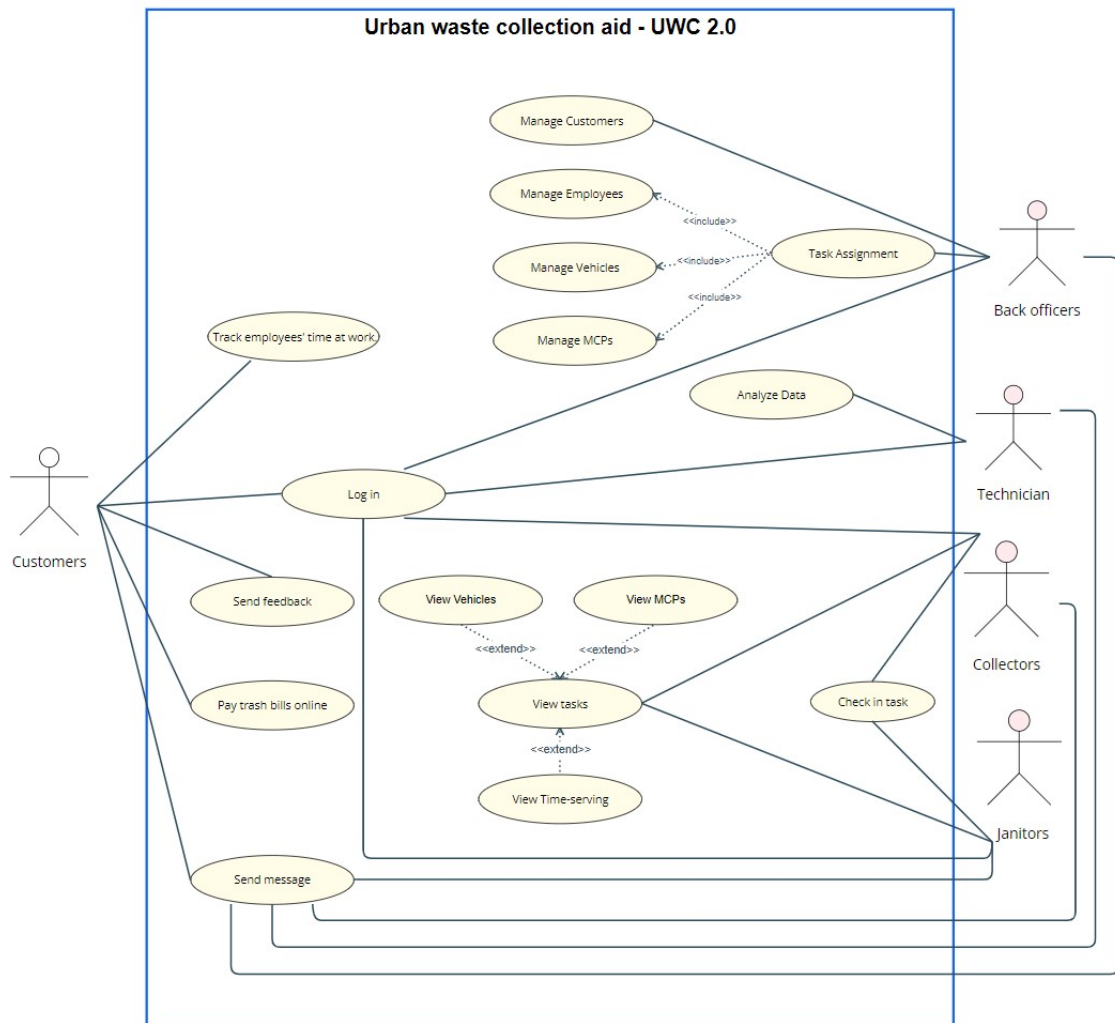 Urban waste collection aid - UWC 2.0
Manage Customers
Manage Employees
<<include>>
Manage Vehicles
<<include>>
Task Assignment
<<include>>
Manage MCPs
Back officers
Track employees' time at work.
Analyze Data
Log in
Technician
Customers
Send feedback
View Vehicles
View MCPs
<<extend>>
<<extend>>
Collectors
Pay trash bills online
View tasks
Check in task
<<extend>>
View Time-serving
Janitors
Send message